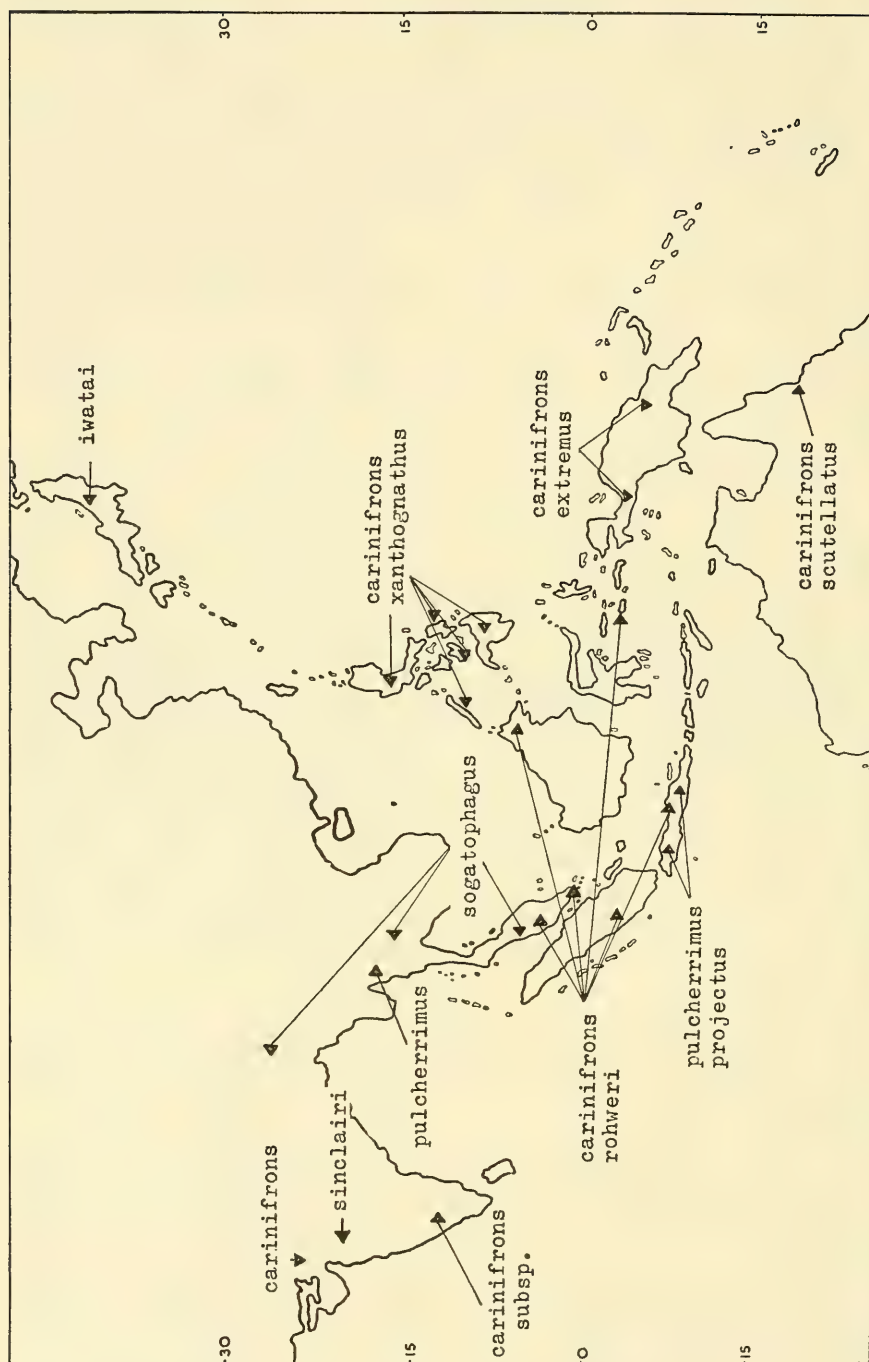 30
30
iwatai
carinifrons
sinclairi
carinifrons
xanthognathus
15
15
pulcherrimus
sogatophagus
carinifrons
subsp.
carinifrons
extremus
0
0
carinifrons
rohweri
pulcherrimus
projectus
15
15
carinifrons
scutellatus